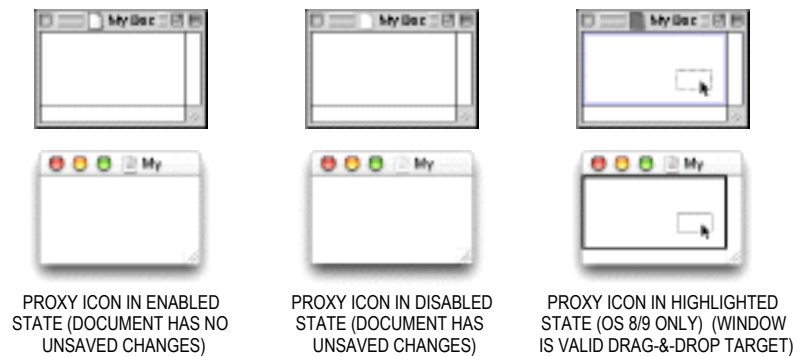 My Doc
My Doc
My Doc
My
My
My
PROXY ICON IN ENABLED
STATE (DOCUMENT HAS NO
UNSAVED CHANGES)
PROXY ICON IN DISABLED
STATE (DOCUMENT HAS
UNSAVED CHANGES)
PROXY ICON IN HIGHLIGHTED
STATE (OS 8/9 ONLY) (WINDOW
IS VALID DRAG-&-DROP TARGET)